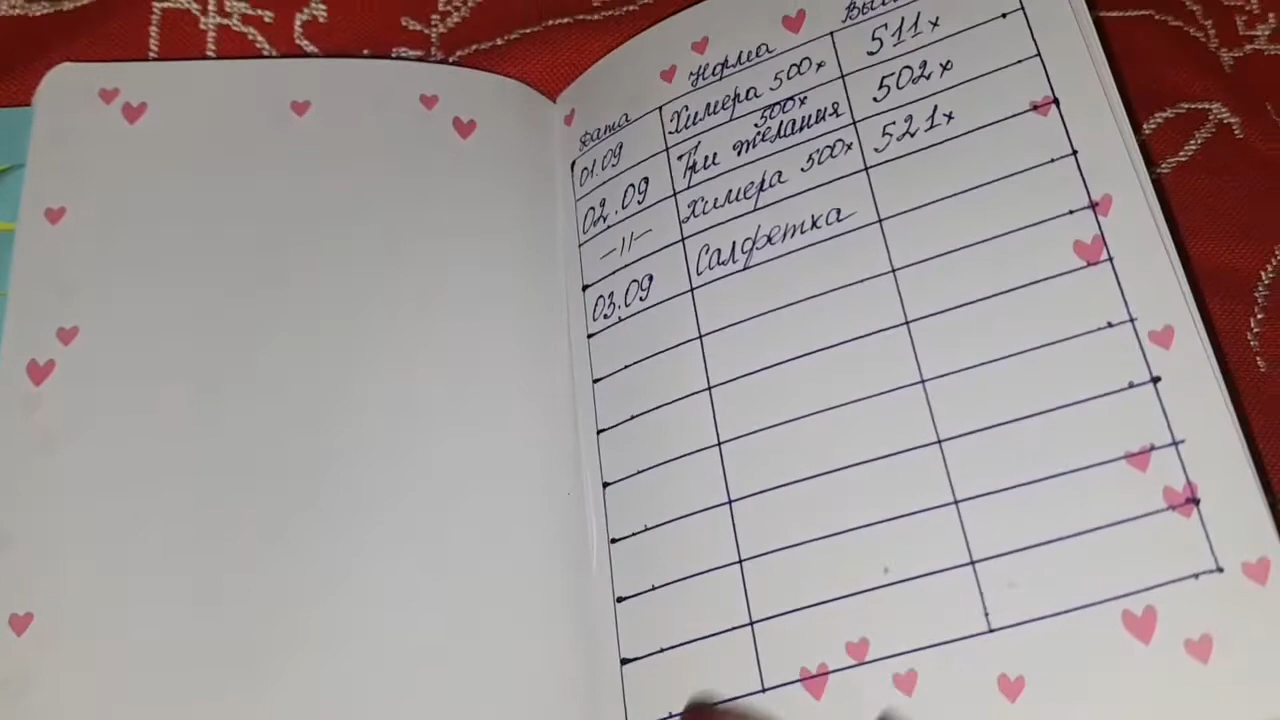 Дата Норма
01.09 Химера 500х 511х
02.09 Три желания 500х 502х
—11— Химера 500х 521х
03.09 Салфетка